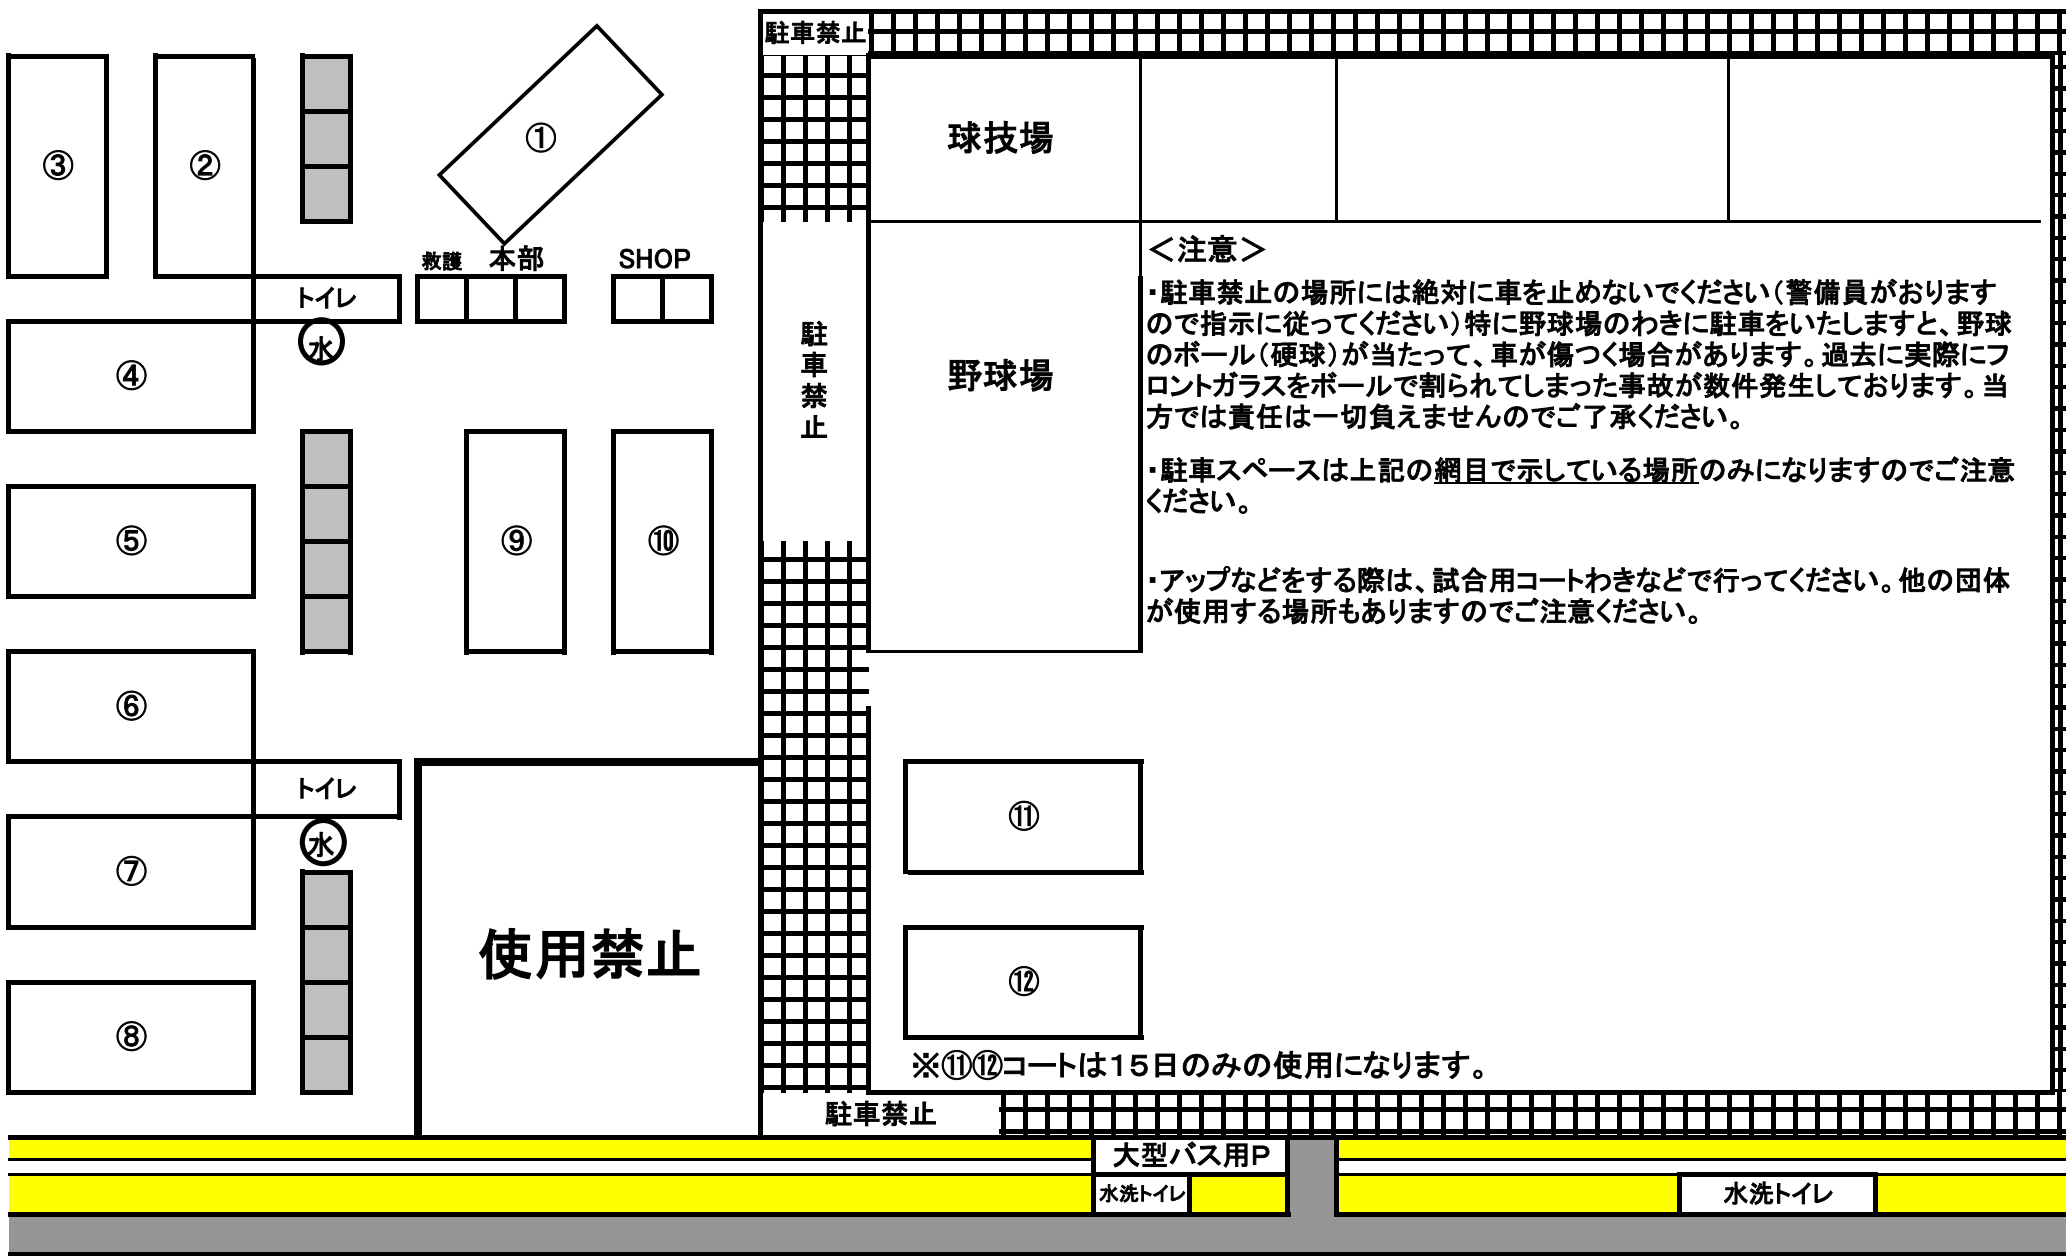 駐車禁止
①
③
②
球技場
救護
本部
SHOP
トイレ
水
④
駐
車
禁
止
野球場
<注意>
・駐車禁止の場所には絶対に車を止めないでください(警備員がおります
ので指示に従ってください)特に野球場のわきに駐車をいたしますと、野球
のボール(硬球)が当たって、車が傷つく場合があります。過去に実際にフ
ロントガラスをボールで割られてしまった事故が数件発生しております。当
方では責任は一切負えませんのでご了承ください。
・駐車スペースは上記の網目で示している場所のみになりますのでご注意
ください。
・アップなどをする際は、試合用コートわきなどで行ってください。他の団体
が使用する場所もありますのでご注意ください。
⑤
⑨
⑩
⑥
トイレ
水
⑦
⑧
使用禁止
⑪
⑫
※⑪⑫コートは15日のみの使用になります。
駐車禁止
大型バス用P
水洗トイレ
水洗トイレ